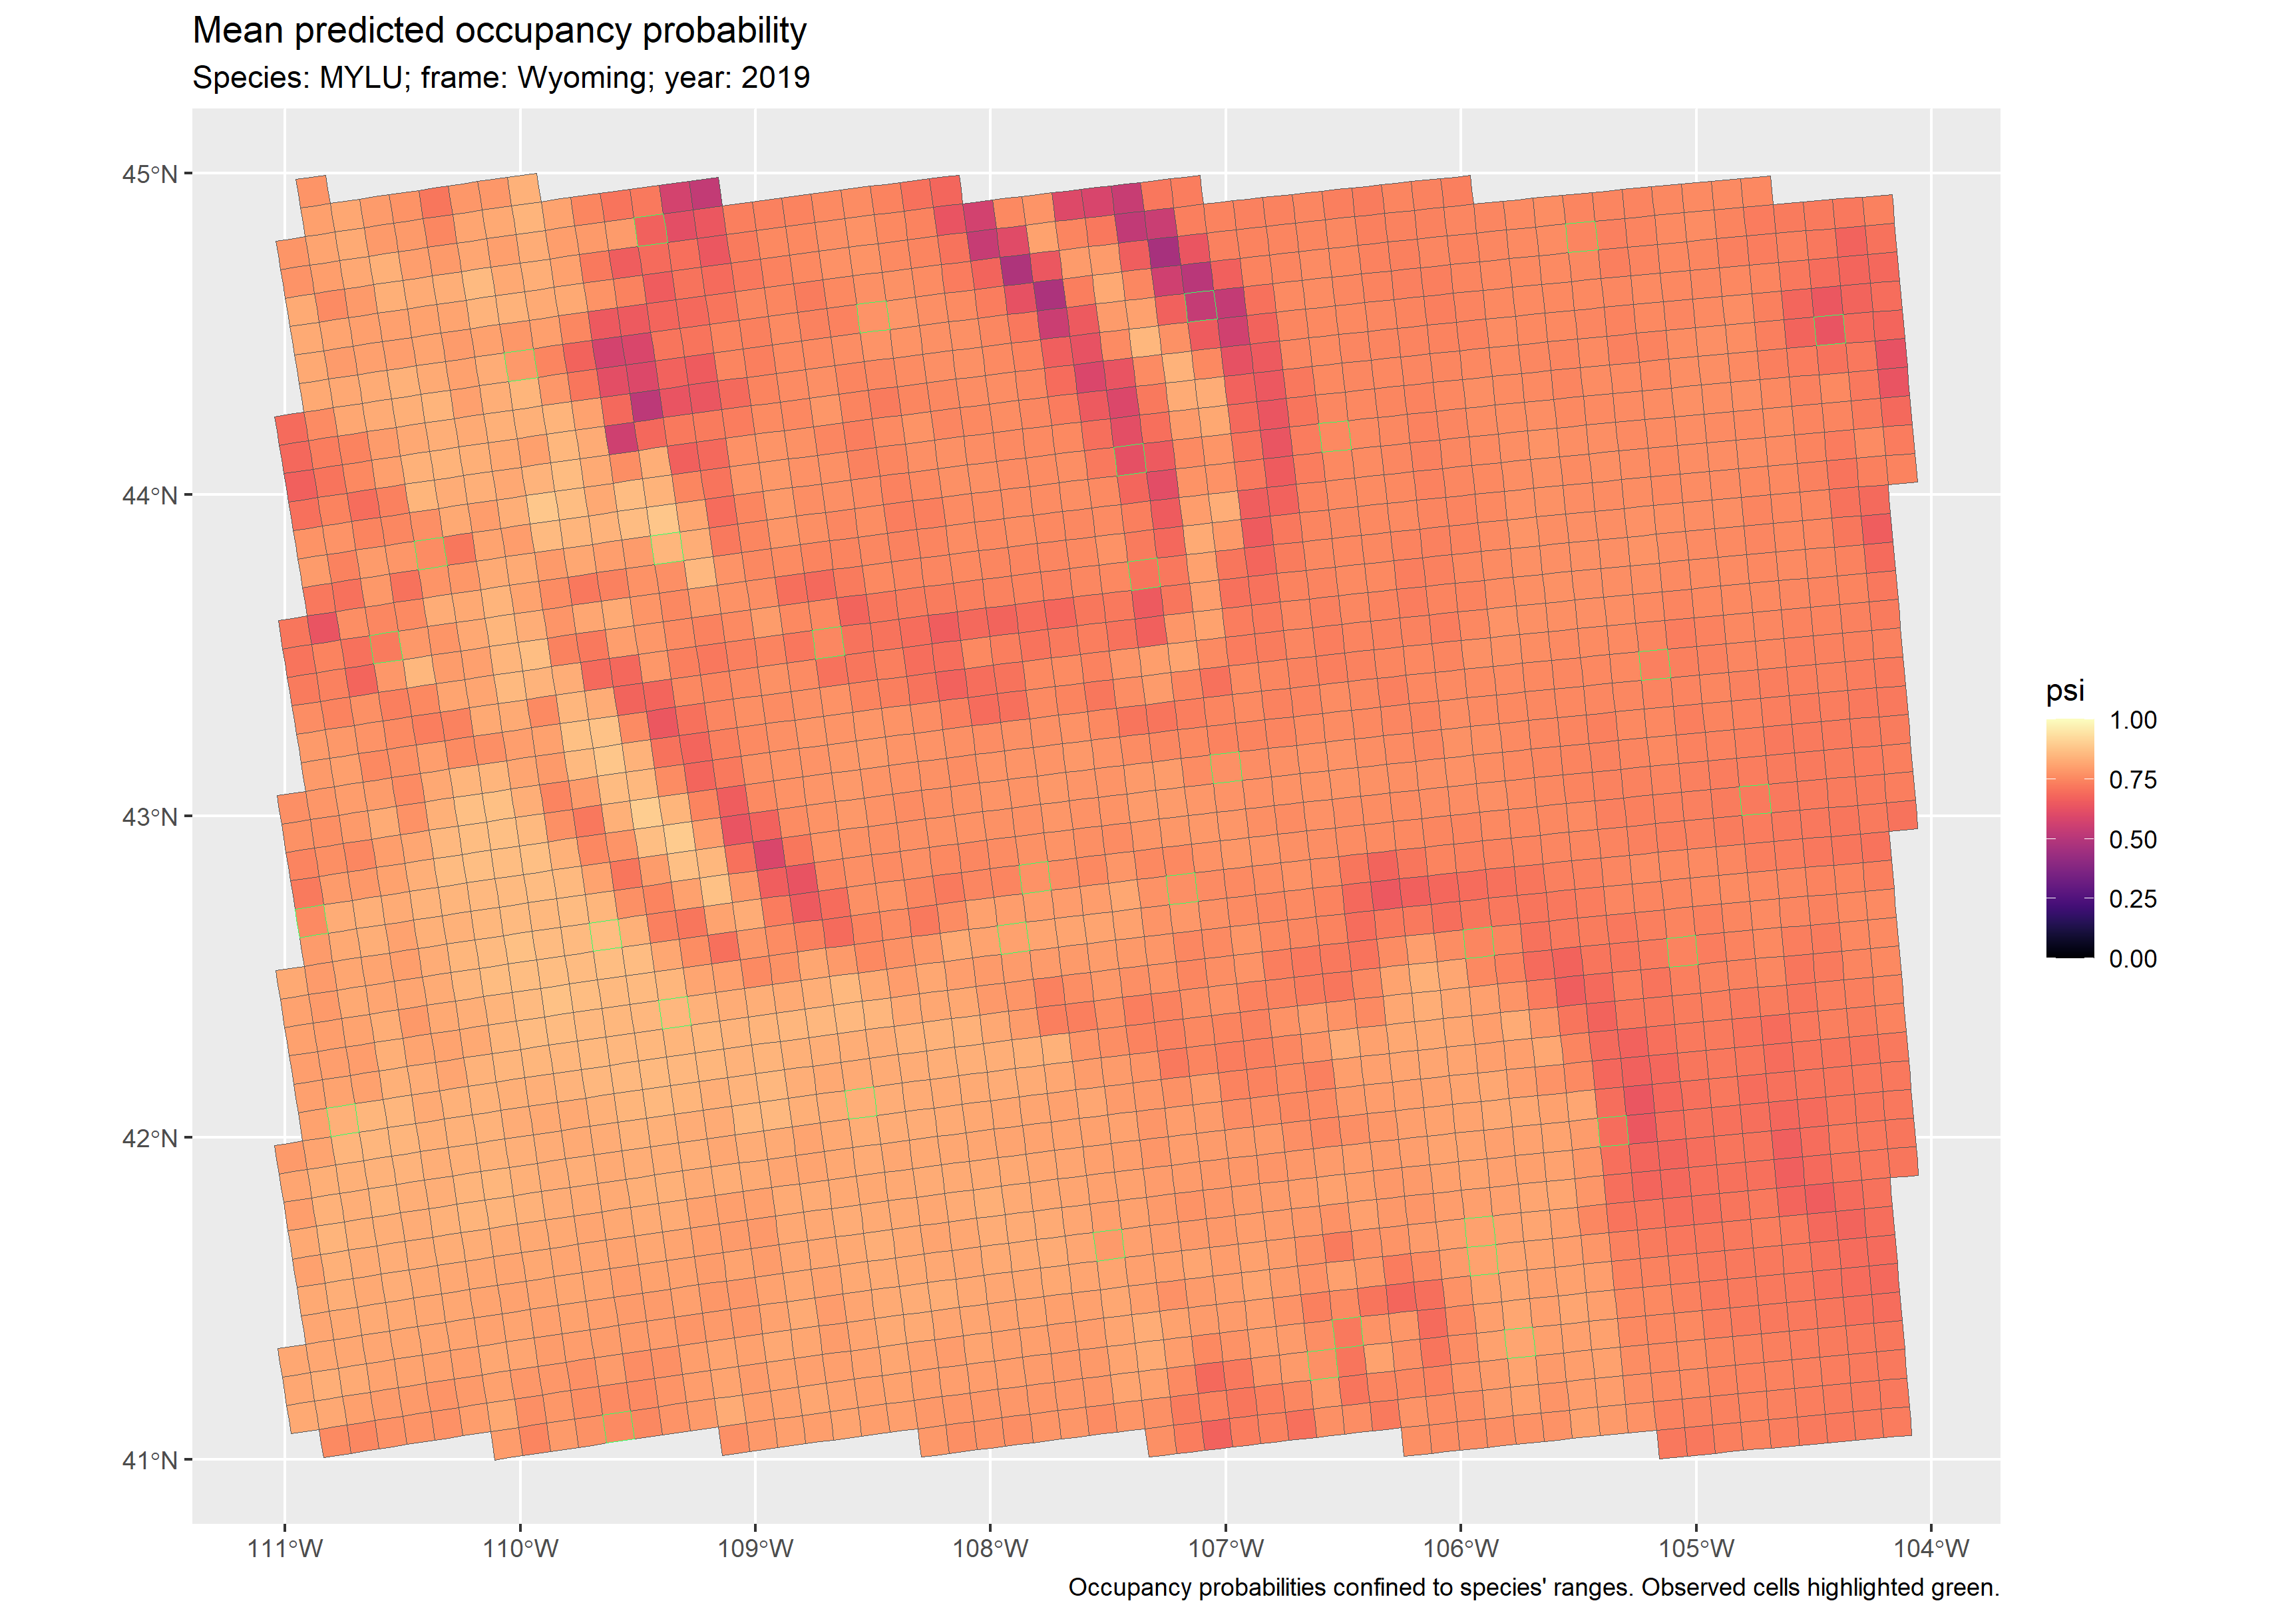 Mean predicted occupancy probability
Species: MYLU; frame: Wyoming; year: 2019
45°N
44°N
43°N
42°N
41°N
111°W
110°W
109°W
108°W
107°W
106°W
105°W
104°W
psi
1.00
0.75
0.50
0.25
0.00
Occupancy probabilities confined to species' ranges. Observed cells highlighted green.